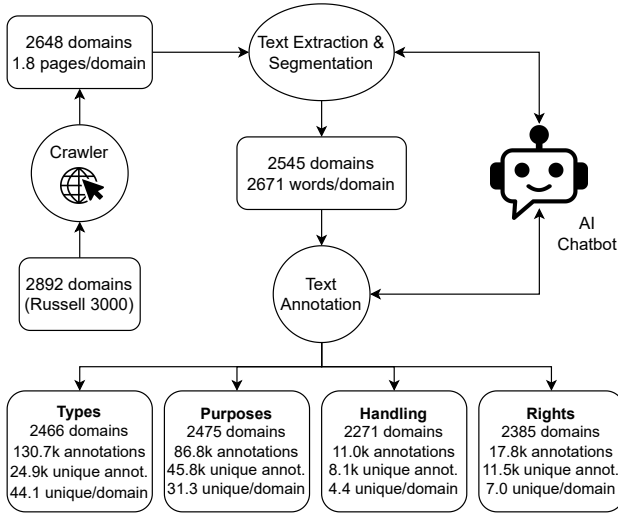 2648 domains
1.8 pages/domain
Text Extraction &
Segmentation
Crawler
2545 domains
2671 words/domain
AI
Chatbot
2892 domains
(Russell 3000)
Text
Annotation
Types
2466 domains
130.7k annotations
24.9k unique annot.
44.1 unique/domain
Purposes
2475 domains
86.8k annotations
45.8k unique annot.
31.3 unique/domain
Handling
2271 domains
11.0k annotations
8.1k unique annot.
4.4 unique/domain
Rights
2385 domains
17.8k annotations
11.5k unique annot.
7.0 unique/domain